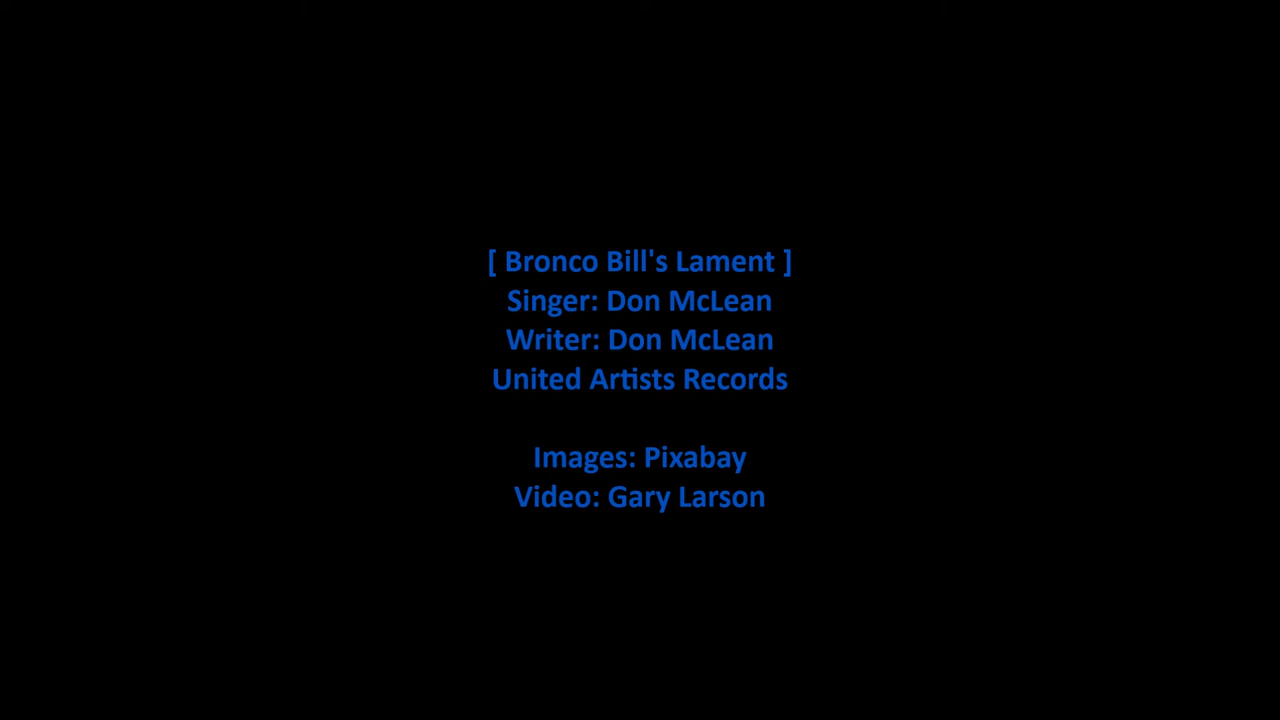 [ Bronco Bill's Lament ]
Singer: Don McLean
Writer: Don McLean
United Artists Records
Images: Pixabay
Video: Gary Larson